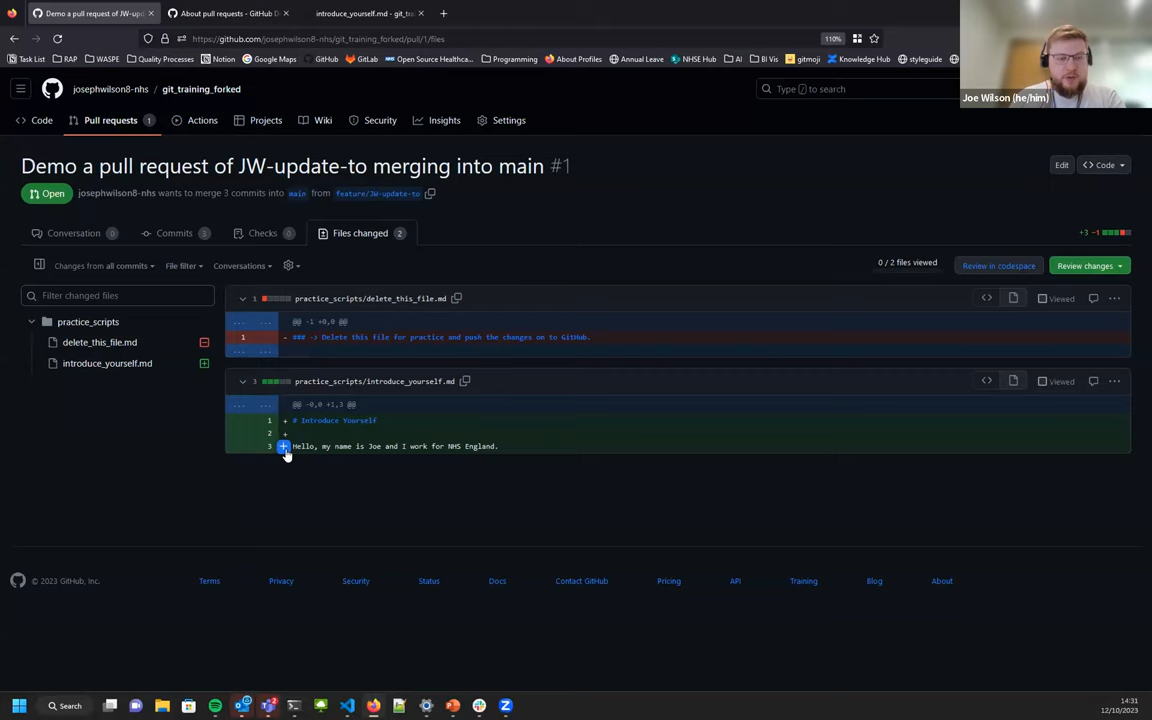 Demo a pull request of JW-upd
About pull requests - GitHub D
introduce_yourself.md - git_tra
https://github.com/josephwilson8-nhs/git_training_forked/pull/1/files
110%
Task List
RAP
WASPE
Quality Processes
Notion
Google Maps
GitHub
GitLab
Open Source Healthca...
Programming
About Profiles
Annual Leave
NHSE Hub
AI
BI Vis
gitmoji
Knowledge Hub
styleguide
Joe Wilson (he/him)
josephwilson8-nhs / git_training_forked
Type / to search
Code
Pull requests 1
Actions
Projects
Wiki
Security
Insights
Settings
Demo a pull request of JW-update-to merging into main #1
Edit
Code
Open
josephwilson8-nhs wants to merge 3 commits into main from feature/JW-update-to
Conversation 0
Commits 3
Checks 0
Files changed 2
+3 −1
Changes from all commits
File filter
Conversations
0 / 2 files viewed
Review in codespace
Review changes
Filter changed files
practice_scripts
delete_this_file.md
introduce_yourself.md
1 practice_scripts/delete_this_file.md
Viewed
... ... @@ -1 +0,0 @@
1 - ### -> Delete this file for practice and push the changes on to GitHub.
... ...
3 practice_scripts/introduce_yourself.md
Viewed
... ... @@ -0,0 +1,3 @@
1 + # Introduce Yourself
2 +
3 + Hello, my name is Joe and I work for NHS England.
© 2023 GitHub, Inc.
Terms
Privacy
Security
Status
Docs
Contact GitHub
Pricing
API
Training
Blog
About
Search
14:31
12/10/2023